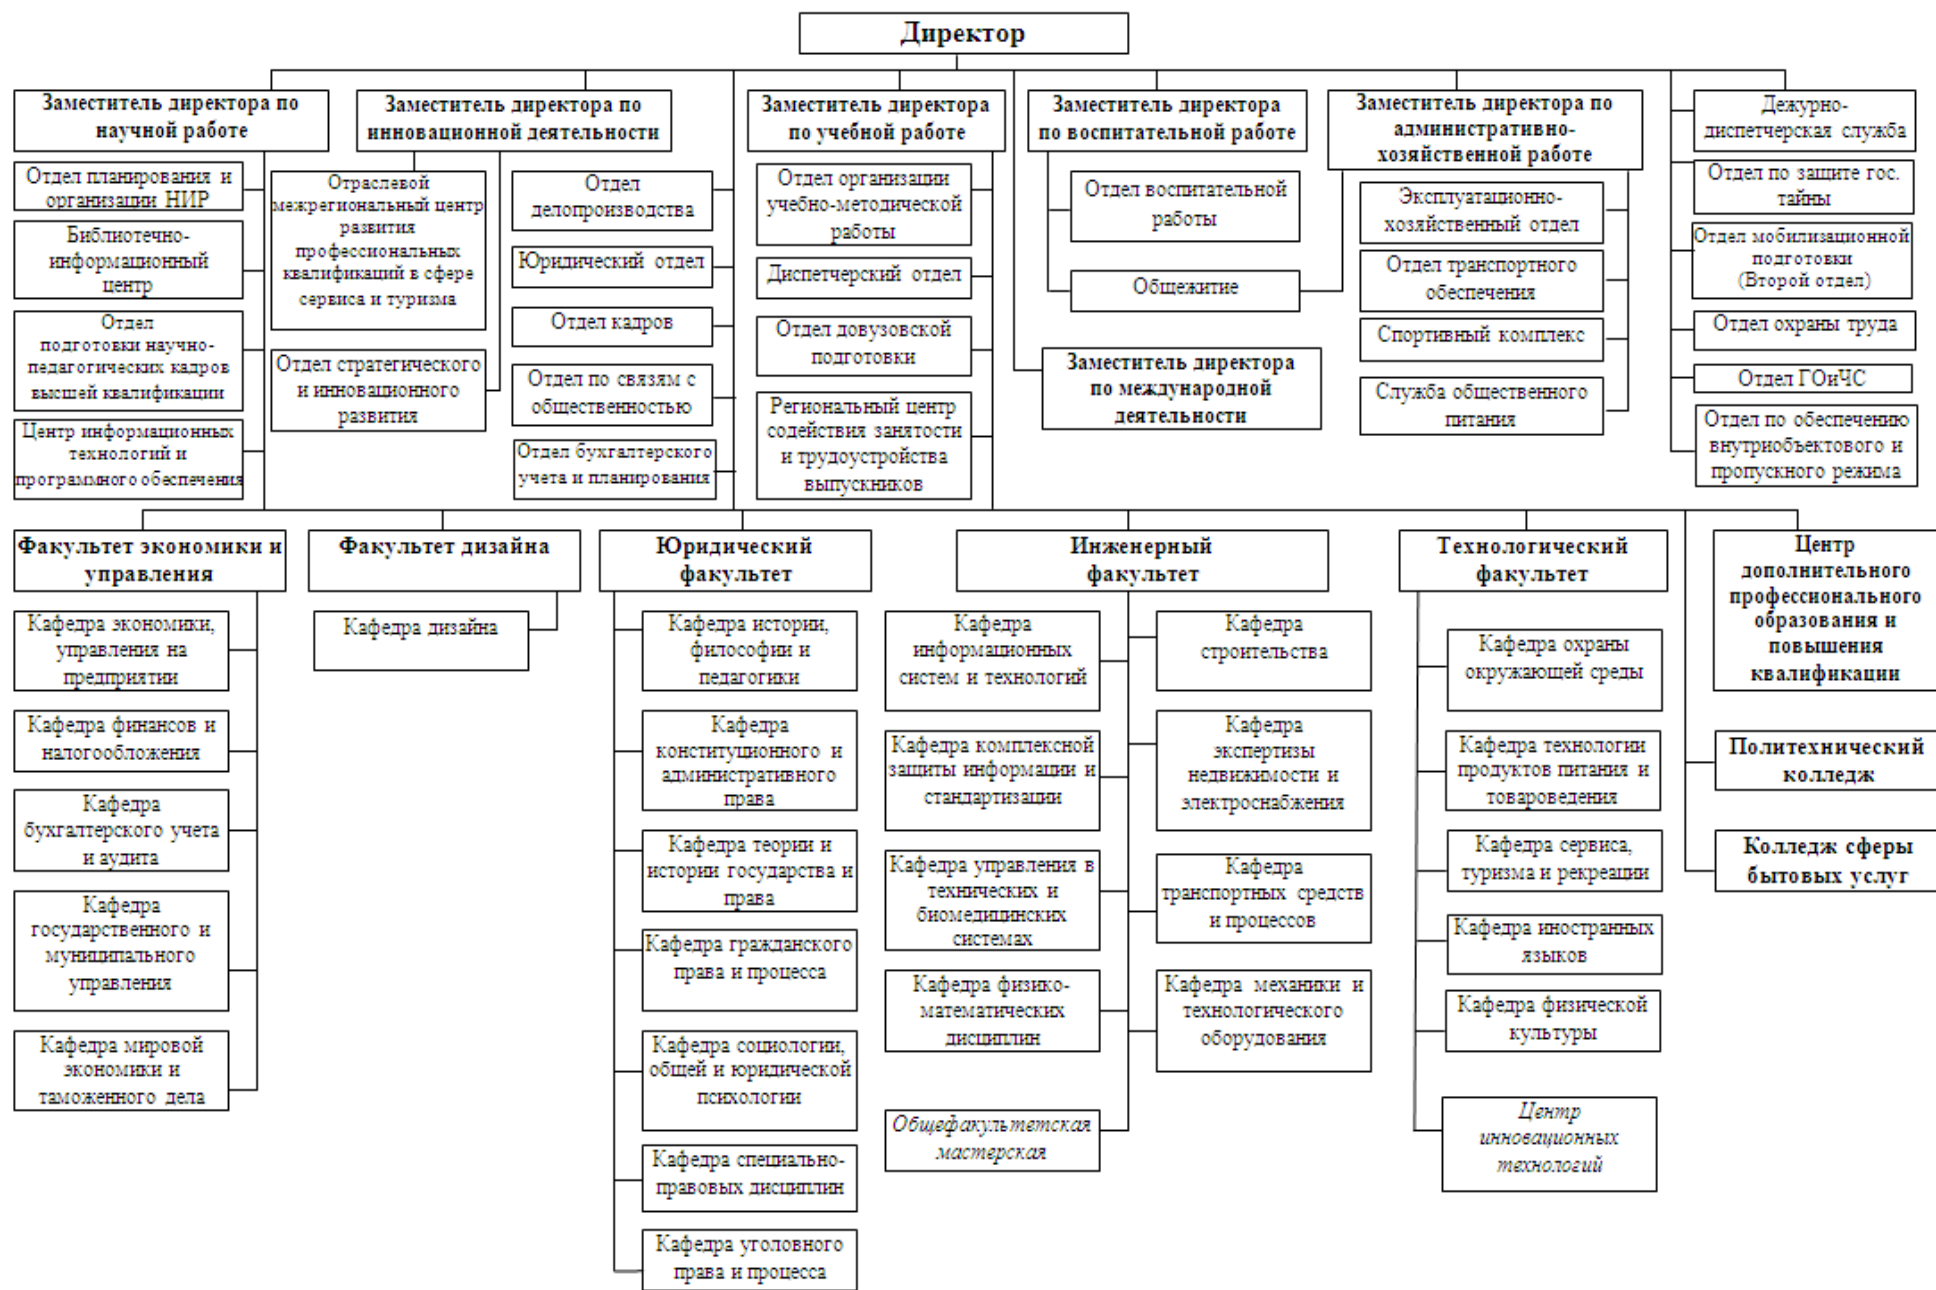 Директор
Заместитель директора по
научной работе
Заместитель директора по
инновационной деятельности
Заместитель директора
по учебной работе
Заместитель директора
по воспитательной работе
Заместитель директора по
административно-
хозяйственной работе
Дежурно-
диспетчерская служба
Отдел планирования и
организации НИР
Библиотечно-
информационный
центр
Отдел
подготовки научно-
педагогических кадров
высшей квалификации
Центр информационных
технологий и
программного обеспечения
Отраслевой
межрегиональный центр
развития
профессиональных
квалификаций в сфере
сервиса и туризма
Отдел стратегического
и инновационного
развития
Отдел
делопроизводства
Юридический отдел
Отдел кадров
Отдел по связям с
общественностью
Отдел бухгалтерского
учета и планирования
Отдел организации
учебно-методической
работы
Диспетчерский отдел
Отдел довузовской
подготовки
Региональный центр
содействия занятости
и трудоустройства
выпускников
Отдел воспитательной
работы
Общежитие
Заместитель директора
по международной
деятельности
Эксплуатационно-
хозяйственный отдел
Отдел транспортного
обеспечения
Спортивный комплекс
Служба общественного
питания
Отдел по защите гос.
тайны
Отдел мобилизационной
подготовки
(Второй отдел)
Отдел охраны труда
Отдел ГОиЧС
Отдел по обеспечению
внутриобъектового и
пропускного режима
Факультет экономики и
управления
Факультет дизайна
Юридический
факультет
Инженерный
факультет
Технологический
факультет
Центр
дополнительного
профессионального
образования и
повышения
квалификации
Кафедра экономики,
управления на
предприятии
Кафедра финансов и
налогообложения
Кафедра
бухгалтерского учета
и аудита
Кафедра
государственного и
муниципального
управления
Кафедра мировой
экономики и
таможенного дела
Кафедра дизайна
Кафедра истории,
философии и
педагогики
Кафедра
конституционного и
административного
права
Кафедра теории и
истории государства и
права
Кафедра гражданского
права и процесса
Кафедра социологии,
общей и юридической
психологии
Кафедра специально-
правовых дисциплин
Кафедра уголовного
права и процесса
Кафедра
информационных
систем и технологий
Кафедра комплексной
защиты информации и
стандартизации
Кафедра управления в
технических и
биомедицинских
системах
Кафедра физико-
математических
дисциплин
Общефакультетская
мастерская
Кафедра
строительства
Кафедра
экспертизы
недвижимости и
электроснабжения
Кафедра
транспортных средств
и процессов
Кафедра механики и
технологического
оборудования
Кафедра охраны
окружающей среды
Кафедра технологии
продуктов питания и
товароведения
Кафедра сервиса,
туризма и рекреации
Кафедра иностранных
языков
Кафедра физической
культуры
Центр
инновационных
технологий
Политехнический
колледж
Колледж сферы
бытовых услуг